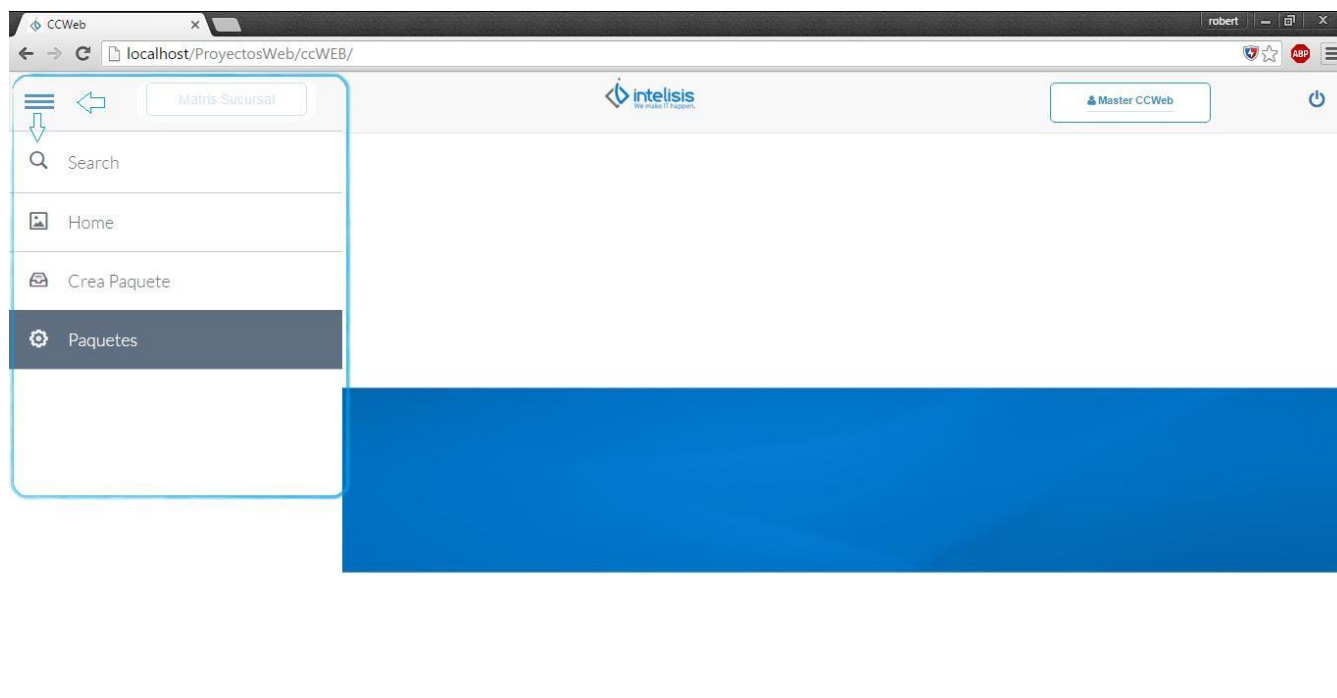 CCWeb
robert
localhost/ProyectosWeb/ccWEB/
ABP
Matris Sucursal
intelisis
We make IT happen.
Master CCWeb
Search
Home
Crea Paquete
Paquetes